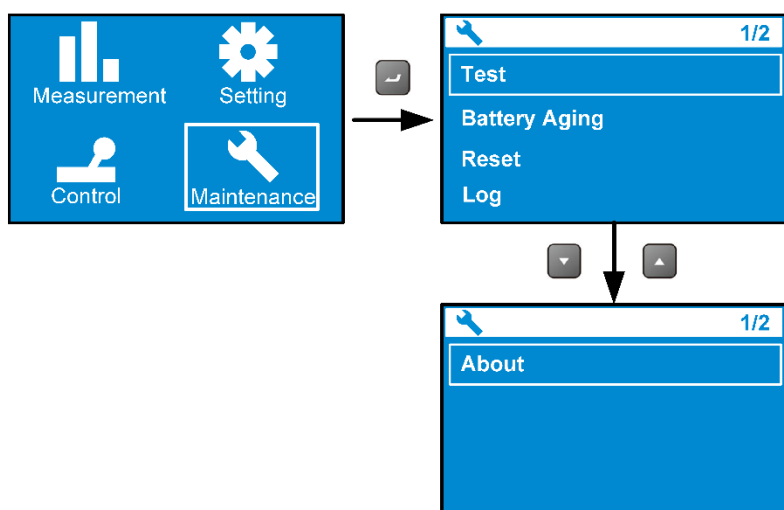 Measurement
Setting
Control
Maintenance
1/2
Test
Battery Aging
Reset
Log
1/2
About